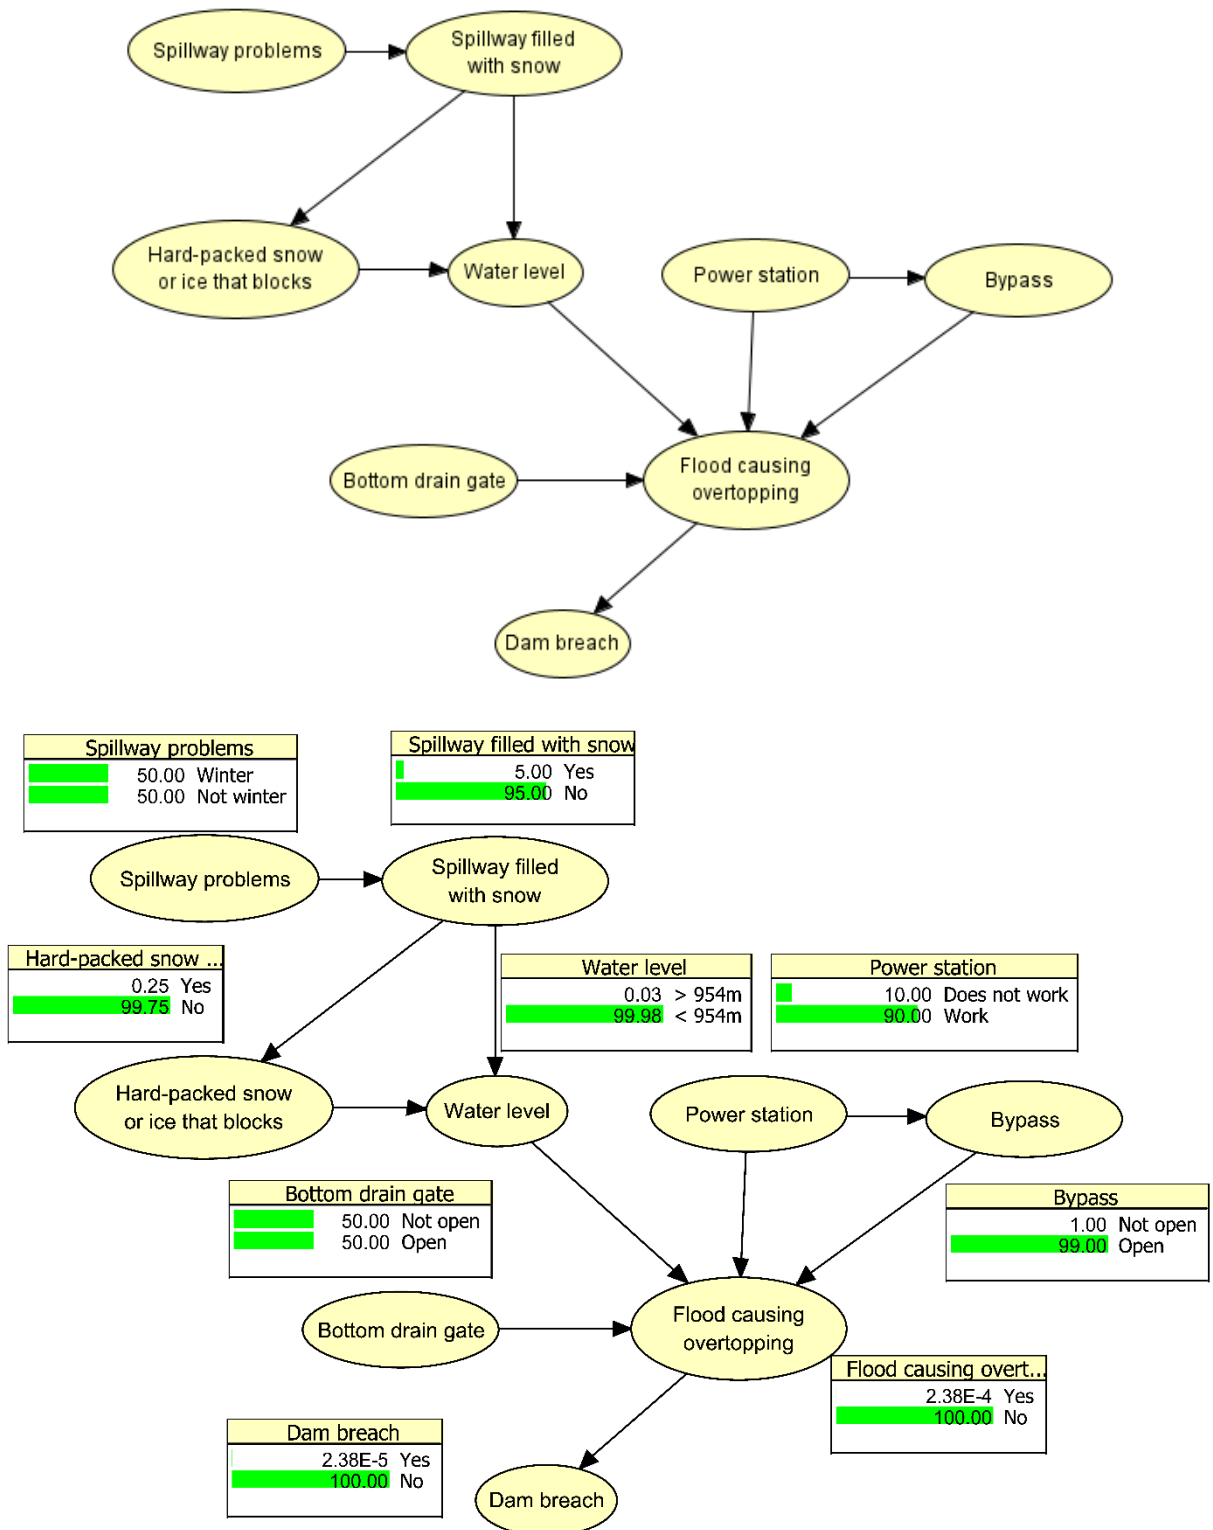 Spillway problems
Spillway filled
with snow
Hard-packed snow
or ice that blocks
Water level
Power station
Bypass
Bottom drain gate
Flood causing
overtopping
Dam breach
Spillway problems
50.00 Winter
50.00 Not winter
Spillway filled with snow
5.00 Yes
95.00 No
Spillway problems
Spillway filled
with snow
Hard-packed snow ...
0.25 Yes
99.75 No
Water level
0.03 > 954m
99.98 < 954m
Power station
10.00 Does not work
90.00 Work
Hard-packed snow
or ice that blocks
Water level
Power station
Bypass
Bottom drain gate
50.00 Not open
50.00 Open
Bypass
1.00 Not open
99.00 Open
Bottom drain gate
Flood causing
overtopping
Flood causing overt...
2.38E-4 Yes
100.00 No
Dam breach
2.38E-5 Yes
100.00 No
Dam breach